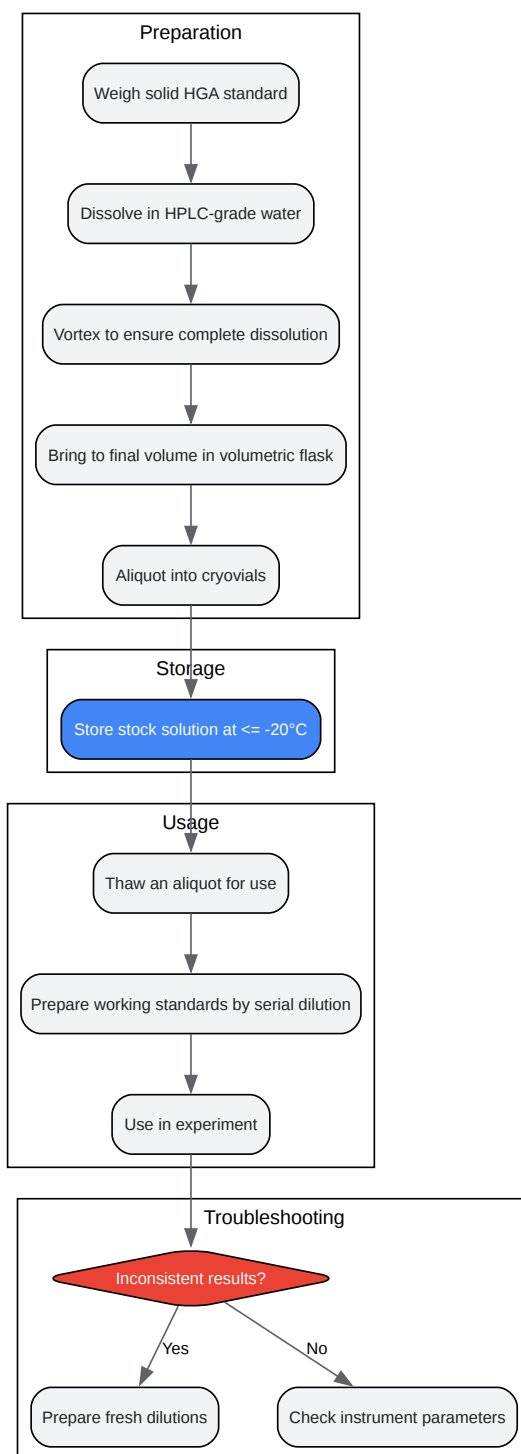 Preparation
Weigh solid HGA standard
Dissolve in HPLC-grade water
Vortex to ensure complete dissolution
Bring to final volume in volumetric flask
Aliquot into cryovials
Storage
Store stock solution at <= -20°C
Usage
Thaw an aliquot for use
Prepare working standards by serial dilution
Use in experiment
Troubleshooting
Inconsistent results?
Yes
No
Prepare fresh dilutions
Check instrument parameters